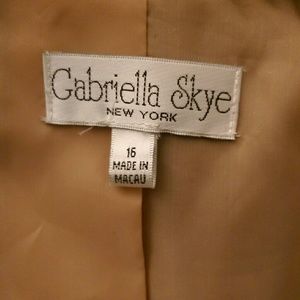 Gabriella Skye
NEW YORK
16
MADE IN
MACAU